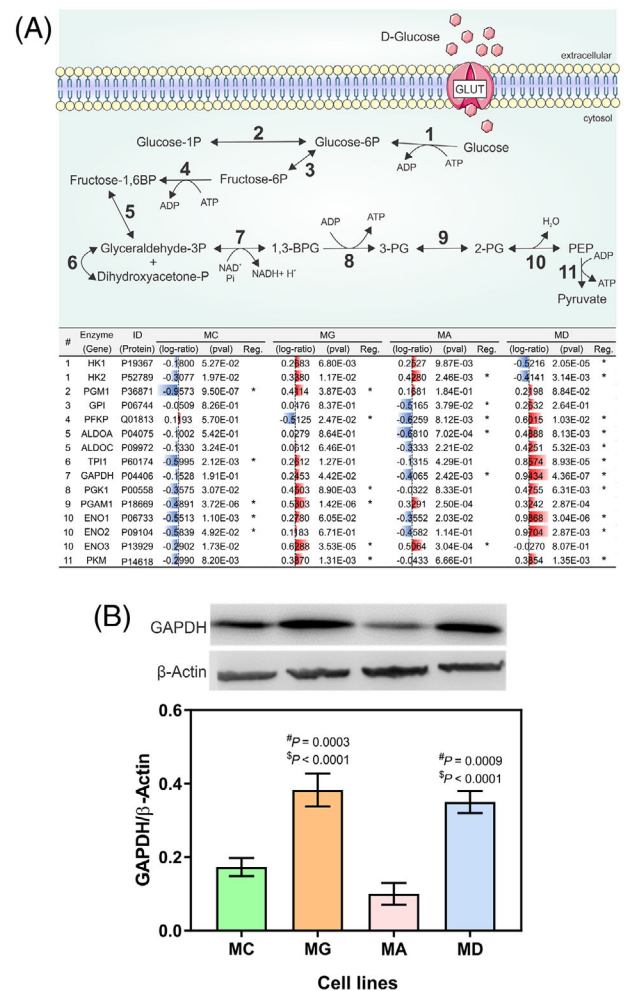 (A)
D-Glucose
extracellular
GLUT
cytosol
Glucose-1P 2 Glucose-6P 1 Glucose
ADP ATP
3
Fructose-1,6BP 4 Fructose-6P
ADP ATP
5
6 Glyceraldehyde-3P 7 1,3-BPG ADP ATP 3-PG 9 2-PG H₂O PEP ADP
+ 8 10 11 ATP
Dihydroxyacetone-P NAD⁺ Pi NADH+ H⁺
Pyruvate
# Enzyme ID MC MG MA MD
(Gene) (Protein) (log-ratio) (pval) Reg. (log-ratio) (pval) Reg. (log-ratio) (pval) Reg. (log-ratio) (pval) Reg.
1 HK1 P19367 -0.1800 5.27E-02 0.2683 6.80E-03 0.2527 9.87E-03 -0.5216 2.05E-05 *
1 HK2 P52789 -0.3077 1.97E-02 0.3380 1.17E-02 0.4280 2.46E-03 * -0.4141 3.14E-03 *
2 PGM1 P36871 -0.9573 9.50E-07 * 0.4114 3.87E-03 * 0.1681 1.84E-01 0.2198 8.84E-02
3 GPI P06744 -0.0509 8.26E-01 0.0476 8.37E-01 -0.5165 3.79E-02 * 0.2632 2.64E-01
4 PFKP Q01813 0.1193 5.70E-01 -0.5125 2.47E-02 * -0.6259 8.12E-03 * 0.6015 1.03E-02 *
5 ALDOA P04075 -0.1002 5.42E-01 0.0279 8.64E-01 -0.6810 7.02E-04 * 0.4888 8.13E-03 *
5 ALDOC P09972 -0.1330 3.24E-01 0.0612 6.46E-01 -0.3333 2.21E-02 0.4251 5.32E-03 *
6 TPI1 P60174 -0.5995 2.12E-03 * 0.2612 1.27E-01 -0.1315 4.29E-01 0.8574 8.93E-05 *
7 GAPDH P04406 -0.1528 1.91E-01 0.2453 4.42E-02 -0.4065 2.42E-03 * 0.9434 4.36E-07 *
8 PGK1 P00558 -0.3575 3.07E-02 0.4503 8.90E-03 * -0.0322 8.33E-01 0.4755 6.31E-03 *
9 PGAM1 P18669 -0.4891 3.72E-06 * 0.5303 1.42E-06 * 0.3291 2.50E-04 0.3242 2.87E-04
10 ENO1 P06733 -0.5513 1.10E-03 * 0.2780 6.05E-02 -0.3552 2.03E-02 0.9668 3.04E-06 *
10 ENO2 P09104 -0.5839 4.92E-02 * 0.1183 6.71E-01 -0.4582 1.14E-01 0.9704 2.87E-03 *
10 ENO3 P13929 -0.2902 1.73E-02 0.6288 3.53E-05 * 0.5064 3.04E-04 * -0.0270 8.07E-01
11 PKM P14618 -0.2990 8.20E-03 0.3870 1.31E-03 * -0.0433 6.66E-01 0.3854 1.35E-03 *
(B)
GAPDH
β-Actin
0.6
0.4
0.2
0.0
GAPDH/β-Actin
#P = 0.0003
$P < 0.0001
#P = 0.0009
$P < 0.0001
MC MG MA MD
Cell lines